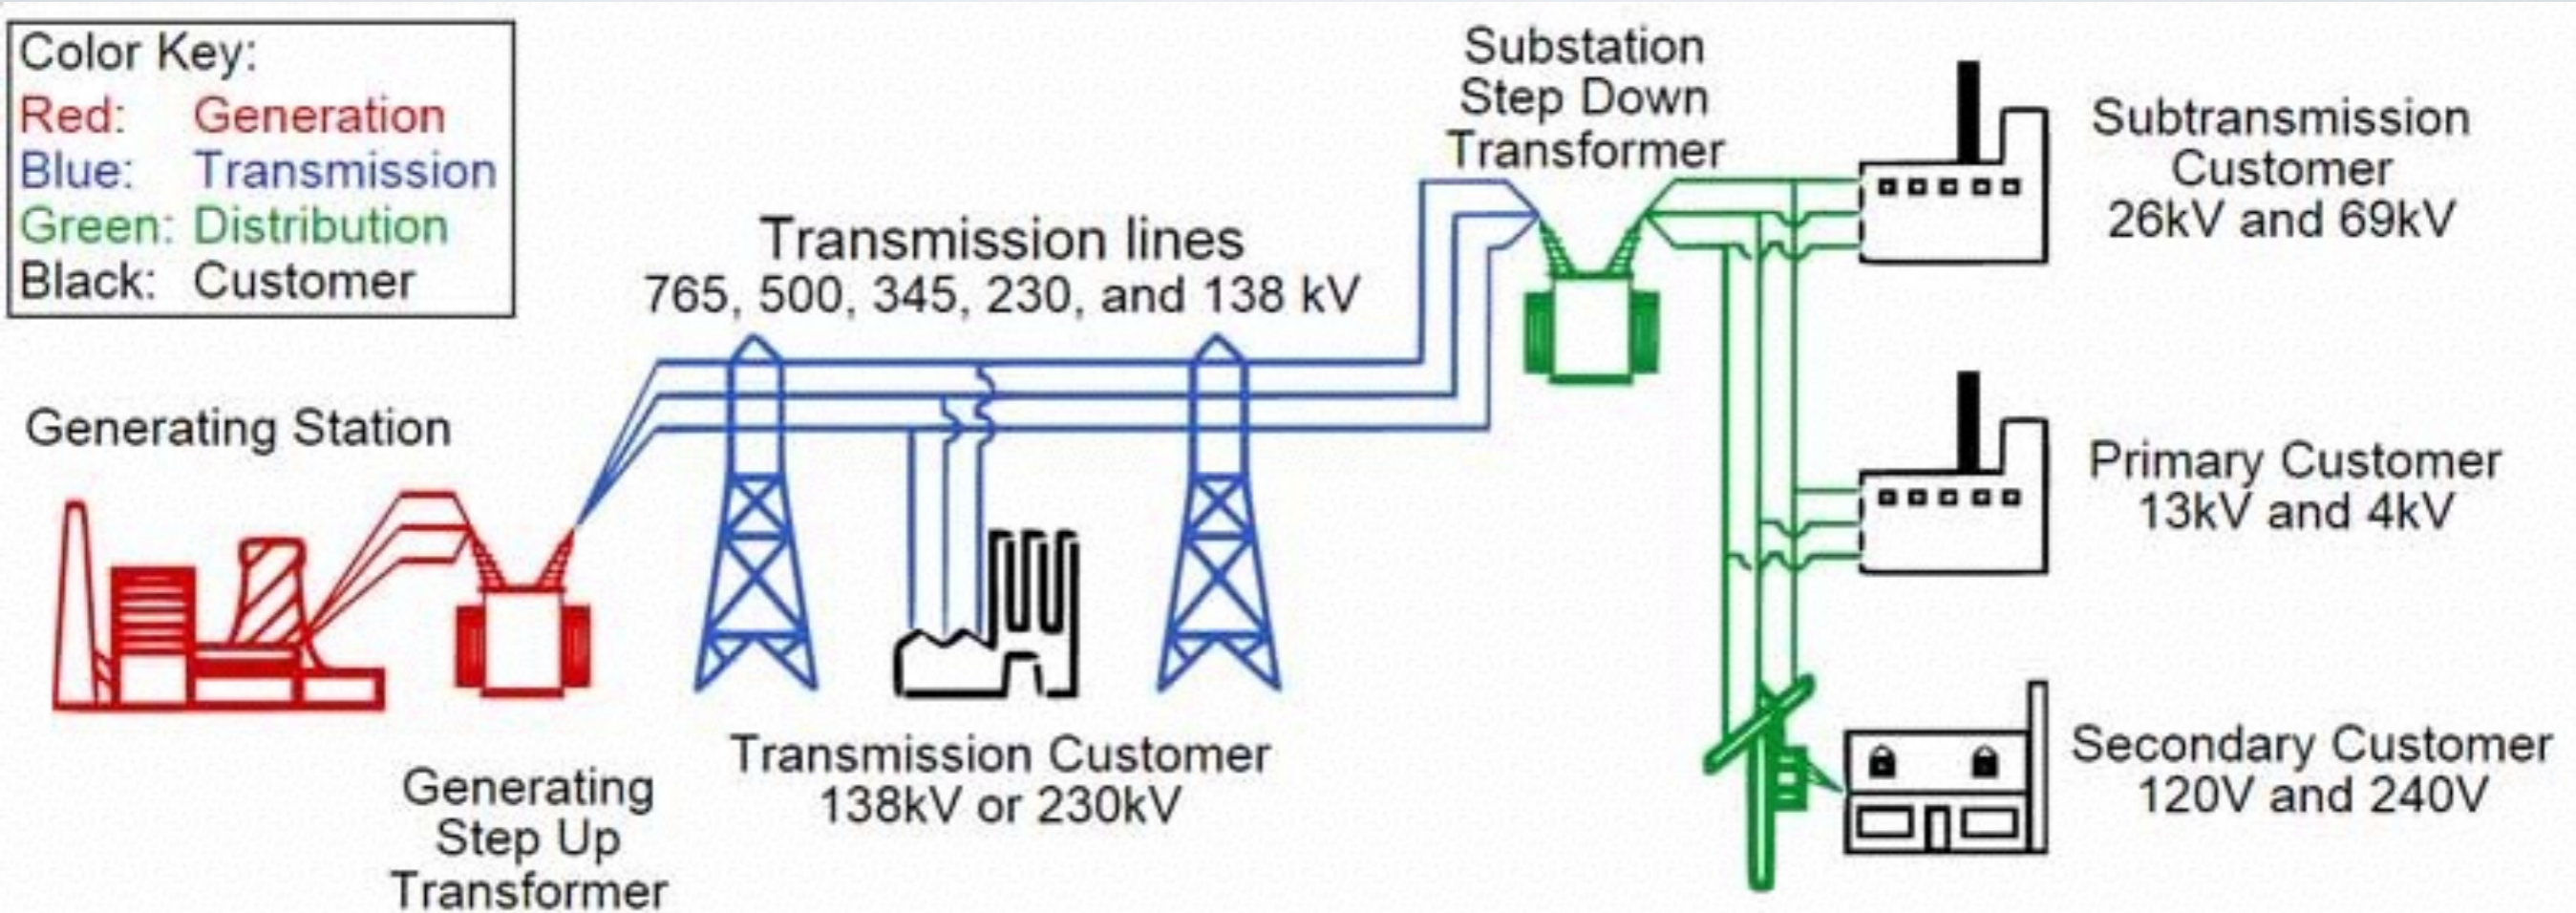 Color Key:
Red: Generation
Blue: Transmission
Green: Distribution
Black: Customer
Substation
Step Down
Transformer
Subtransmission
Customer
26kV and 69kV
Transmission lines
765, 500, 345, 230, and 138 kV
Generating Station
Primary Customer
13kV and 4kV
Transmission Customer
138kV or 230kV
Generating
Step Up
Transformer
Secondary Customer
120V and 240V